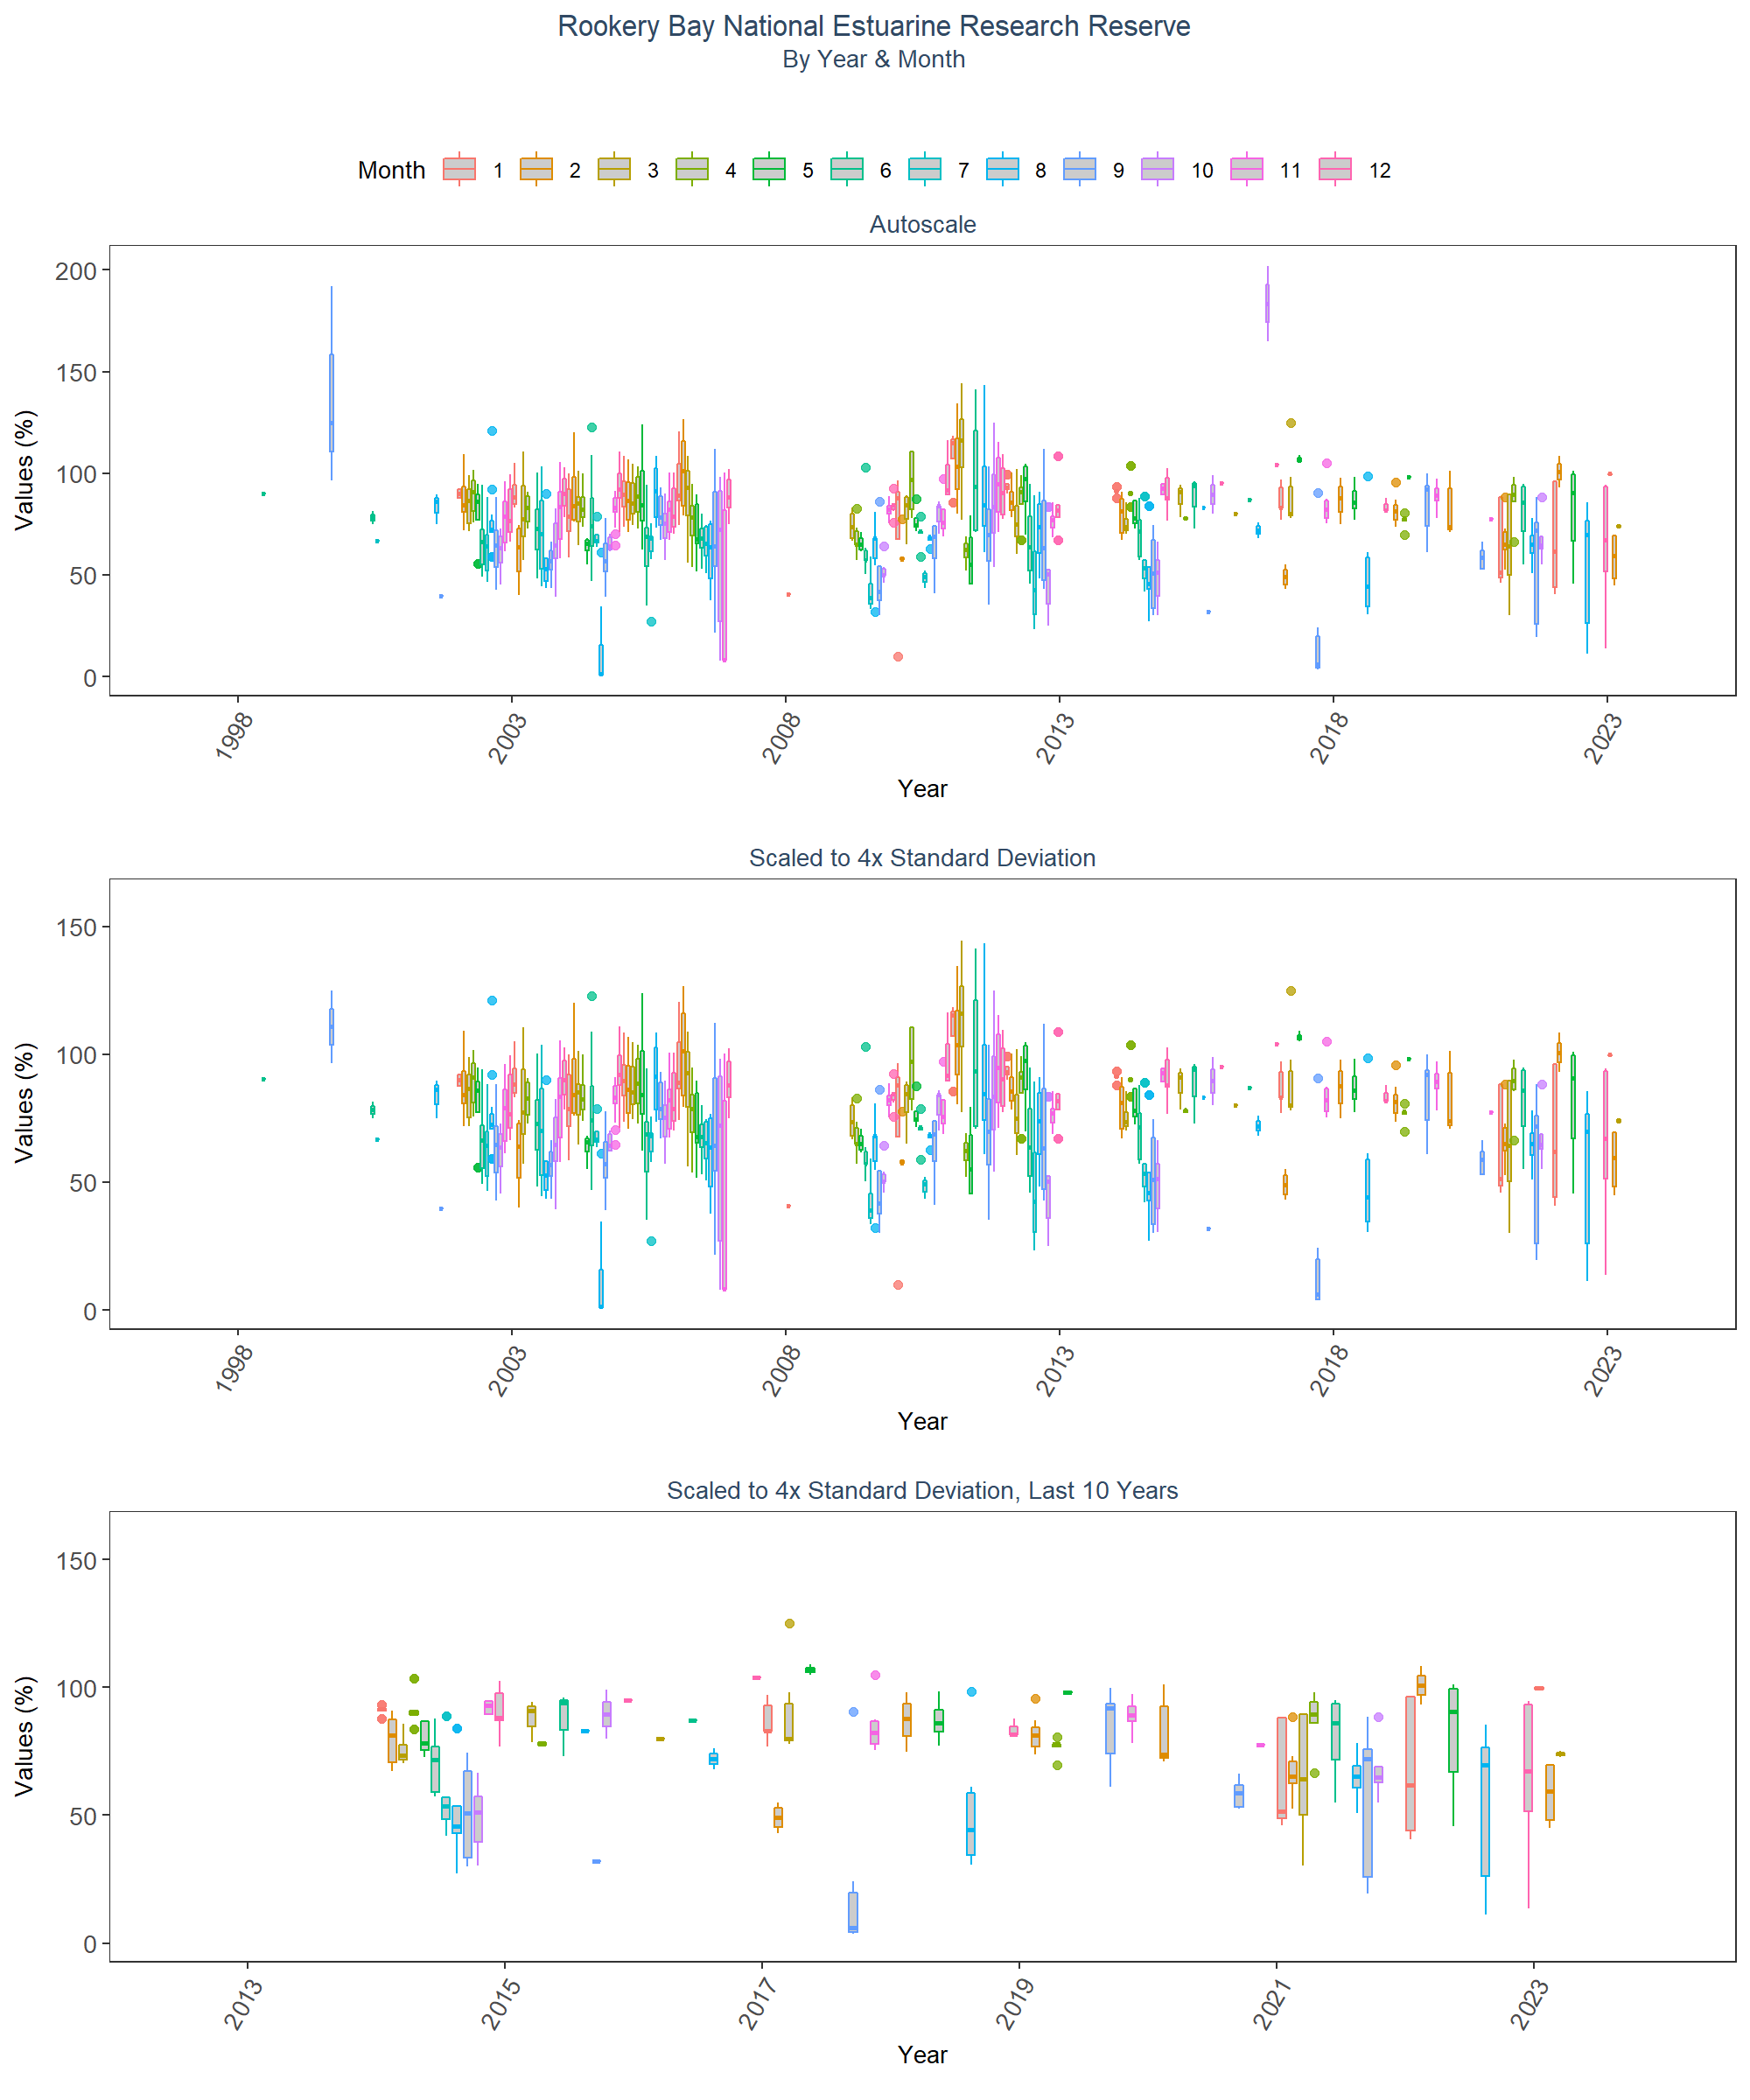 Rookery Bay National Estuarine Research Reserve
By Year & Month
Month 1 2 3 4 5 6 7 8 9 10 11 12
Autoscale
Values (%)
200
150
100
50
0
1998 2003 2008 2013 2018 2023
Year
Scaled to 4x Standard Deviation
Values (%)
150
100
50
0
1998 2003 2008 2013 2018 2023
Year
Scaled to 4x Standard Deviation, Last 10 Years
Values (%)
150
100
50
0
2013 2015 2017 2019 2021 2023
Year